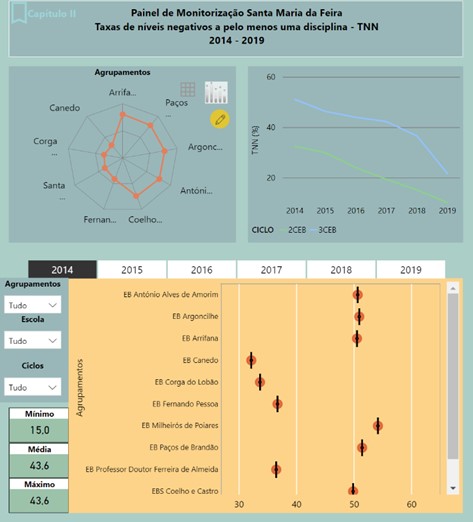 Capítulo II
Painel de Monitorização Santa Maria da Feira
Taxas de níveis negativos a pelo menos uma disciplina - TNN
2014 - 2019
Agrupamentos
Arrifa...
Paços ...
Argonc...
Antóni...
Coelho ...
Fernan...
Santa ...
Corga ...
Canedo
60
40
20
TNN (%)
2014 2015 2016 2017 2018 2019
CICLO 2CEB 3CEB
2014 2015 2016 2017 2018 2019
Agrupamentos
Tudo
Escola
Tudo
Ciclos
Tudo
Mínimo
15,0
Média
43,6
Máximo
43,6
Agrupamentos
EB António Alves de Amorim
EB Argoncilhe
EB Arrifana
EB Canedo
EB Corga do Lobão
EB Fernando Pessoa
EB Milheirós de Poiares
EB Paços de Brandão
EB Professor Doutor Ferreira de Almeida
EBS Coelho e Castro
30 40 50 60